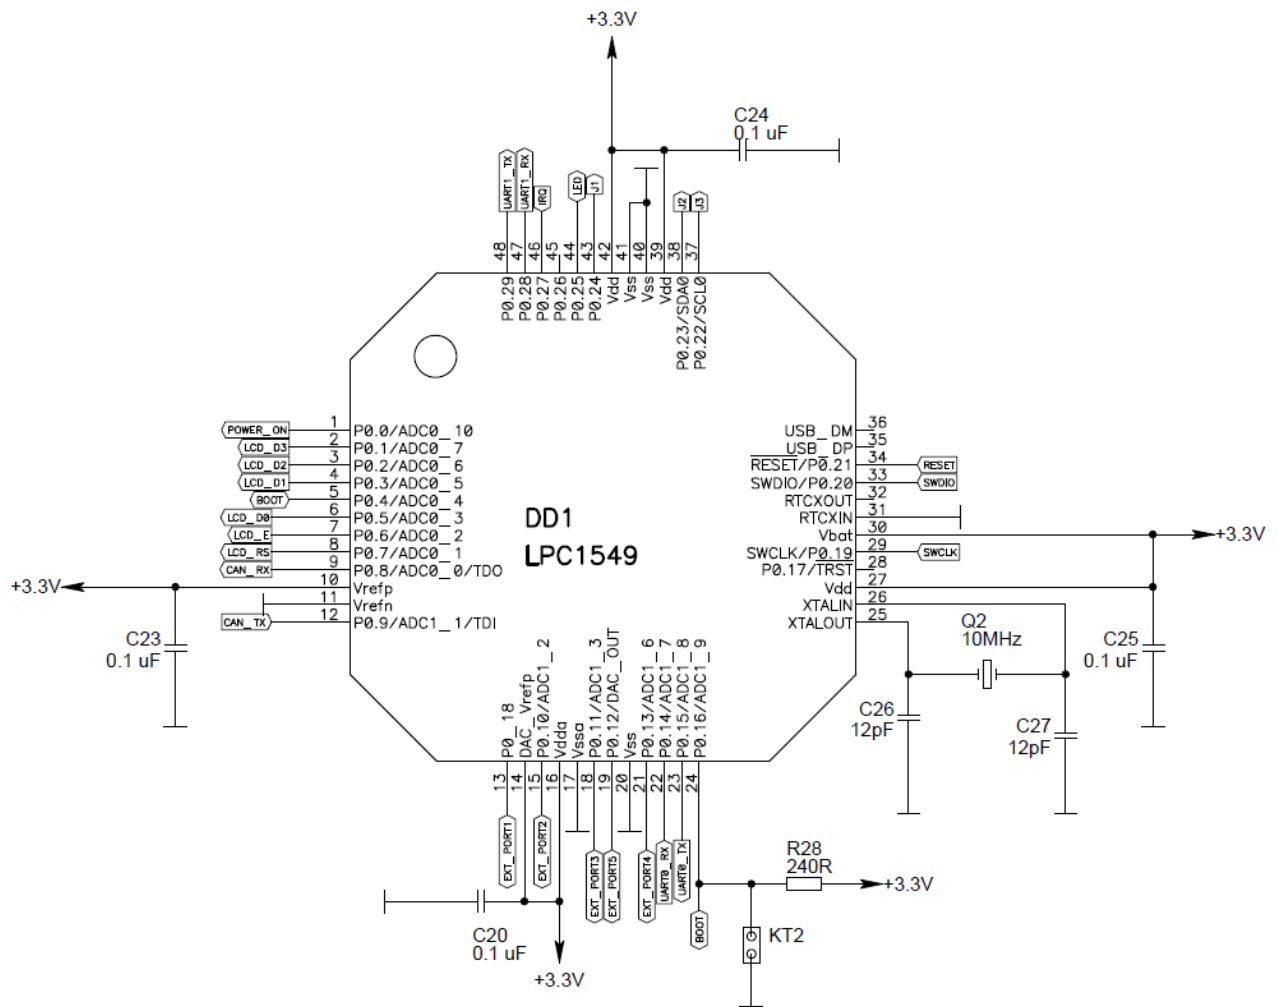 +3.3V
C24
0.1 uF
UART1_TX
UART1_RX
IRQ
LED
J1
J2
J3
48
47
46
45
44
43
42
41
40
39
38
37
P0.29
P0.28
P0.27
P0.26
P0.25
P0.24
Vdd
Vss
Vss
Vdd
P0.23/SDA0
P0.22/SCL0
POWER_ON 1 P0.0/ADC0_10
LCD_D3 2 P0.1/ADC0_7
LCD_D2 3 P0.2/ADC0_6
LCD_D1 4 P0.3/ADC0_5
BOOT 5 P0.4/ADC0_4
LCD_D0 6 P0.5/ADC0_3
LCD_E 7 P0.6/ADC0_2
LCD_RS 8 P0.7/ADC0_1
CAN_RX 9 P0.8/ADC0_0/TDO
+3.3V 10 Vrefp
11 Vrefn
CAN_TX 12 P0.9/ADC1_1/TDI
C23
0.1 uF
DD1
LPC1549
USB_DM 36
USB_DP 35
RESET/P0.21 34 RESET
SWDIO/P0.20 33 SWDIO
RTCXOUT 32
RTCXIN 31
Vbat 30 +3.3V
SWCLK/P0.19 29 SWCLK
P0.17/TRST 28
Vdd 27
XTALIN 26
XTALOUT 25
Q2
10MHz
C25
0.1 uF
C26
12pF
C27
12pF
P0_18
DAC_Vrefp
P0.10/ADC1_2
Vdda
Vssa
P0.11/ADC1_3
P0.12/DAC_OUT
Vss
P0.13/ADC1_6
P0.14/ADC1_7
P0.15/ADC1_8
P0.16/ADC1_9
13
14
15
16
17
18
19
20
21
22
23
24
EXT_PORT1
EXT_PORT2
EXT_PORT3
EXT_PORT5
EXT_PORT4
UART0_RX
UART0_TX
BOOT
R28
240R
+3.3V
KT2
C20
0.1 uF
+3.3V